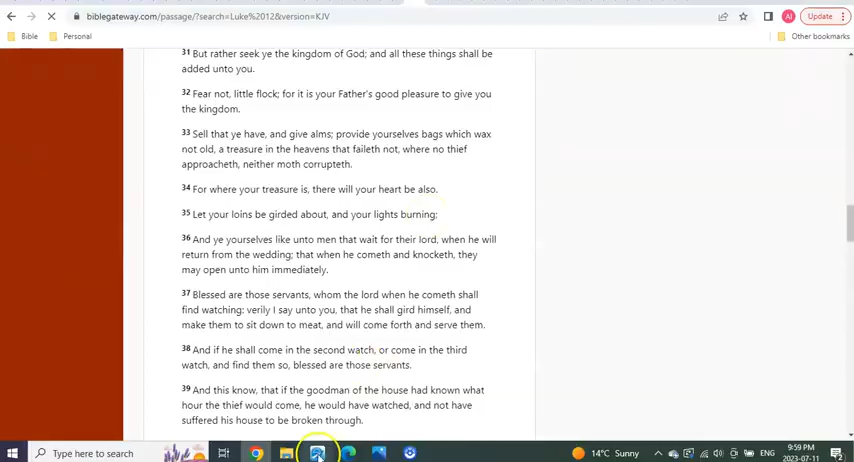 biblegateway.com/passage/?search=Luke%2012&version=KJV
AI
Update
Bible
Personal
Other bookmarks
31 But rather seek ye the kingdom of God; and all these things shall be
added unto you.
32 Fear not, little flock; for it is your Father's good pleasure to give you
the kingdom.
33 Sell that ye have, and give alms; provide yourselves bags which wax
not old, a treasure in the heavens that faileth not, where no thief
approacheth, neither moth corrupteth.
34 For where your treasure is, there will your heart be also.
35 Let your loins be girded about, and your lights burning;
36 And ye yourselves like unto men that wait for their lord, when he will
return from the wedding; that when he cometh and knocketh, they
may open unto him immediately.
37 Blessed are those servants, whom the lord when he cometh shall
find watching: verily I say unto you, that he shall gird himself, and
make them to sit down to meat, and will come forth and serve them.
38 And if he shall come in the second watch, or come in the third
watch, and find them so, blessed are those servants.
39 And this know, that if the goodman of the house had known what
hour the thief would come, he would have watched, and not have
suffered his house to be broken through.
Type here to search
14°C Sunny
ENG
9:59 PM
2023-07-11
2